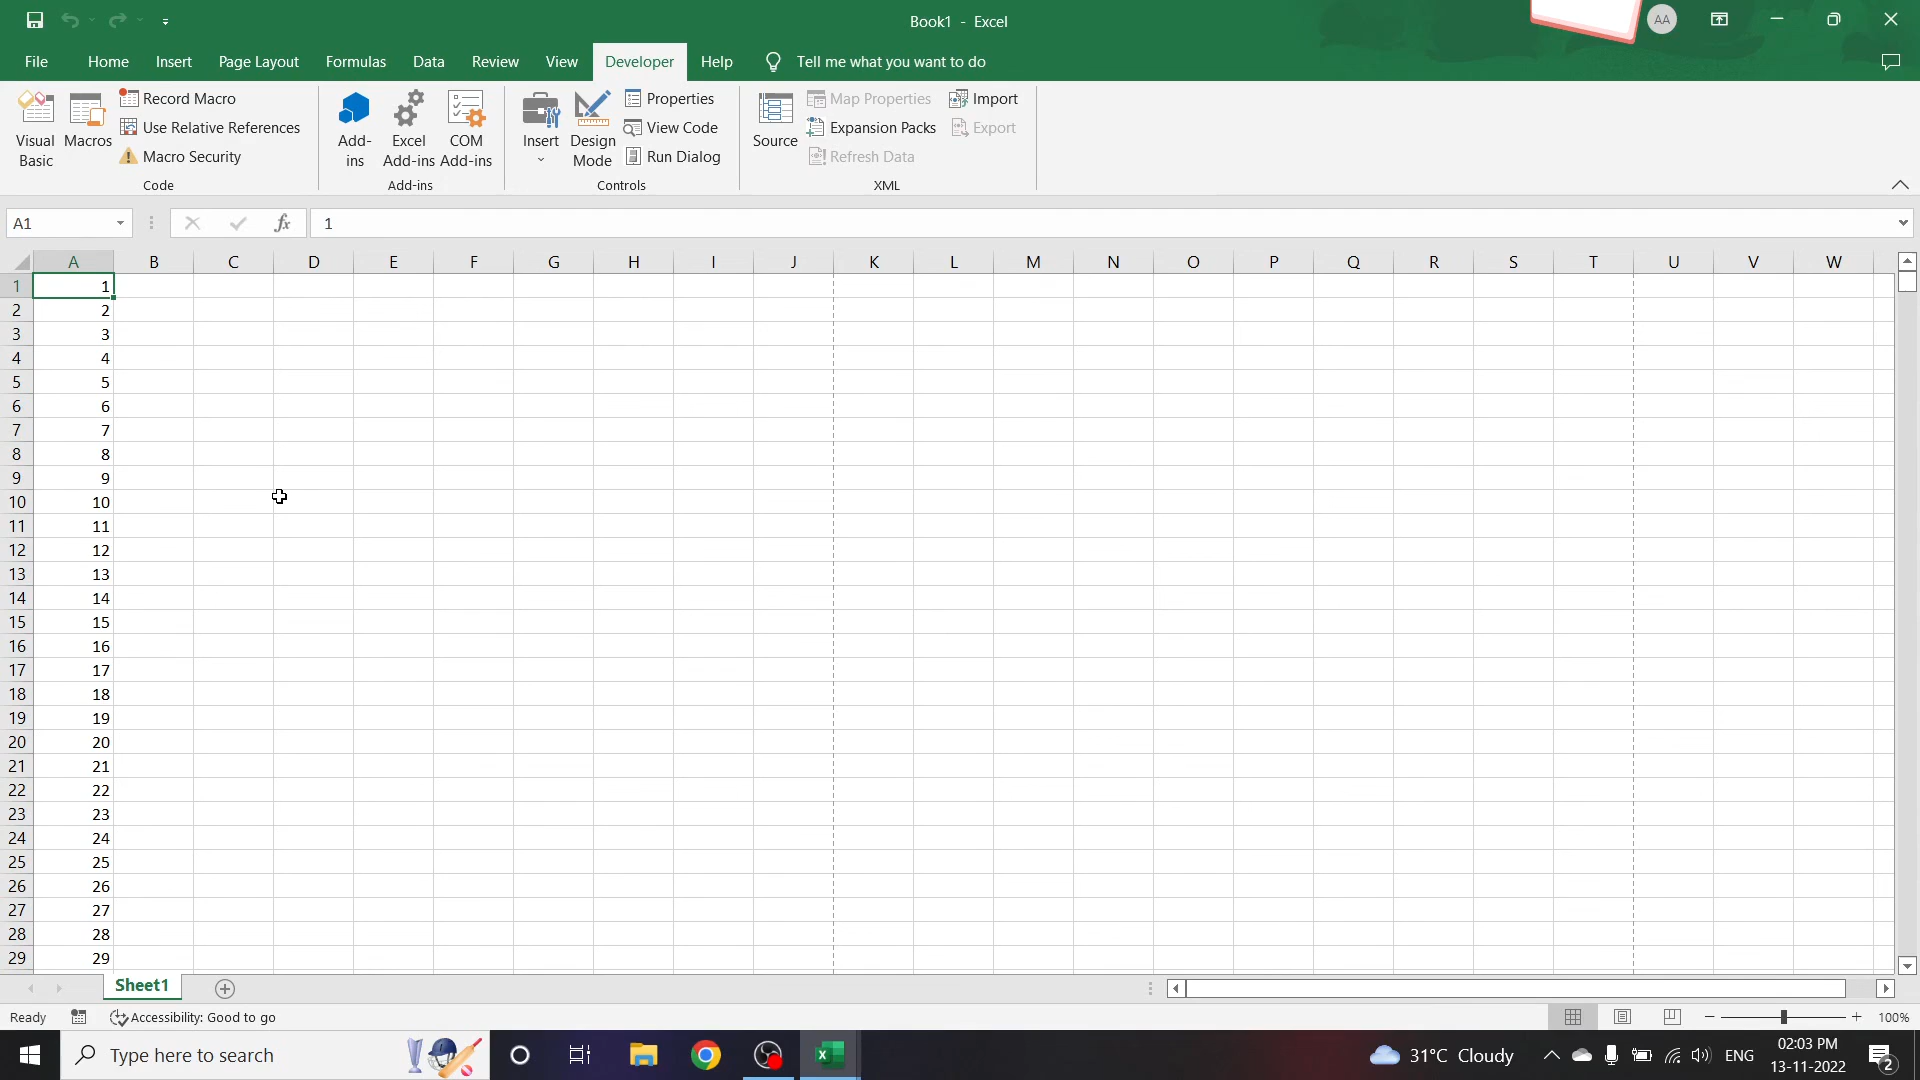 Book1 - Excel
AA
File Home Insert Page Layout Formulas Data Review View Developer Help Tell me what you want to do
Visual Basic
Macros
Record Macro
Use Relative References
Macro Security
Code
Add-ins
Excel Add-ins
COM Add-ins
Add-ins
Insert
Design Mode
Properties
View Code
Run Dialog
Controls
Source
Map Properties
Expansion Packs
Refresh Data
Import
Export
XML
A1 fx 1
A B C D E F G H I J K L M N O P Q R S T U V W
1 1
2 2
3 3
4 4
5 5
6 6
7 7
8 8
9 9
10 10
11 11
12 12
13 13
14 14
15 15
16 16
17 17
18 18
19 19
20 20
21 21
22 22
23 23
24 24
25 25
26 26
27 27
28 28
29 29
Sheet1
Ready Accessibility: Good to go 100%
Type here to search
31°C Cloudy
ENG
02:03 PM
13-11-2022
2